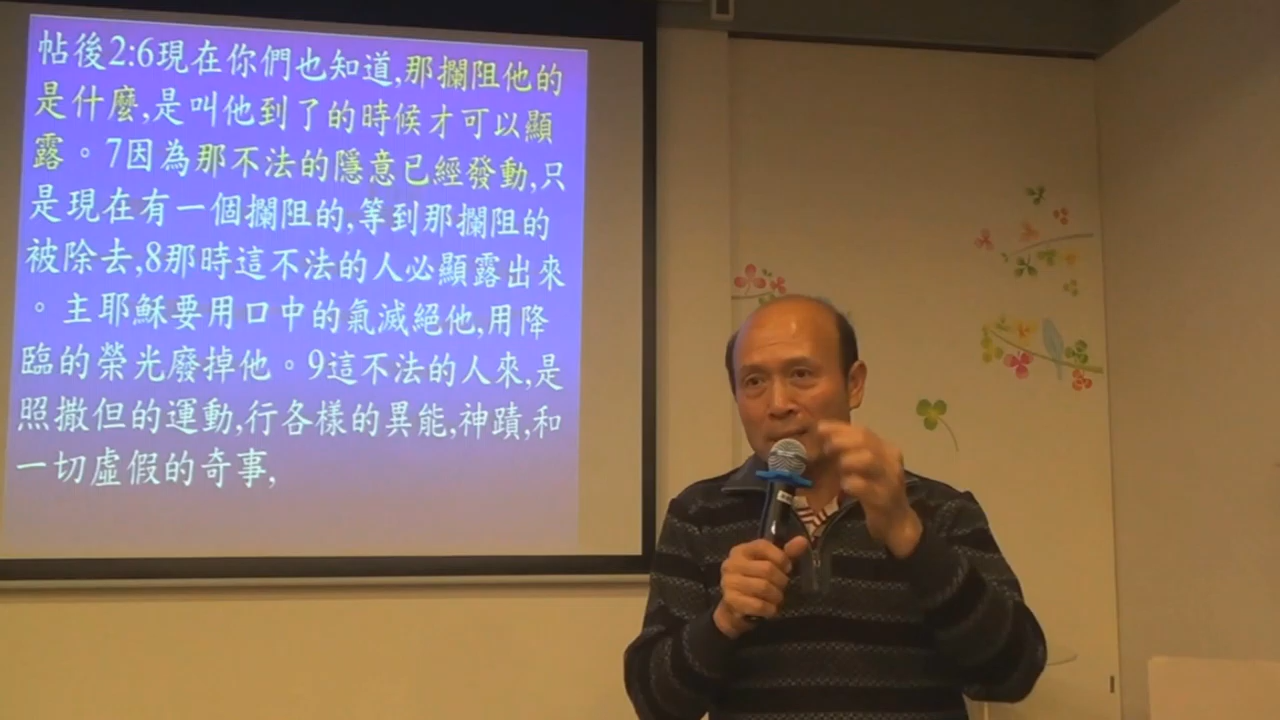 帖後2:6現在你們也知道,那攔阻他的
是什麼,是叫他到了的時候才可以顯
露。7因為那不法的隱意已經發動,只
是現在有一個攔阻的,等到那攔阻的
被除去,8那時這不法的人必顯露出來
。主耶穌要用口中的氣滅絕他,用降
臨的榮光廢掉他。9這不法的人來,是
照撒但的運動,行各樣的異能,神蹟,和
一切虛假的奇事,